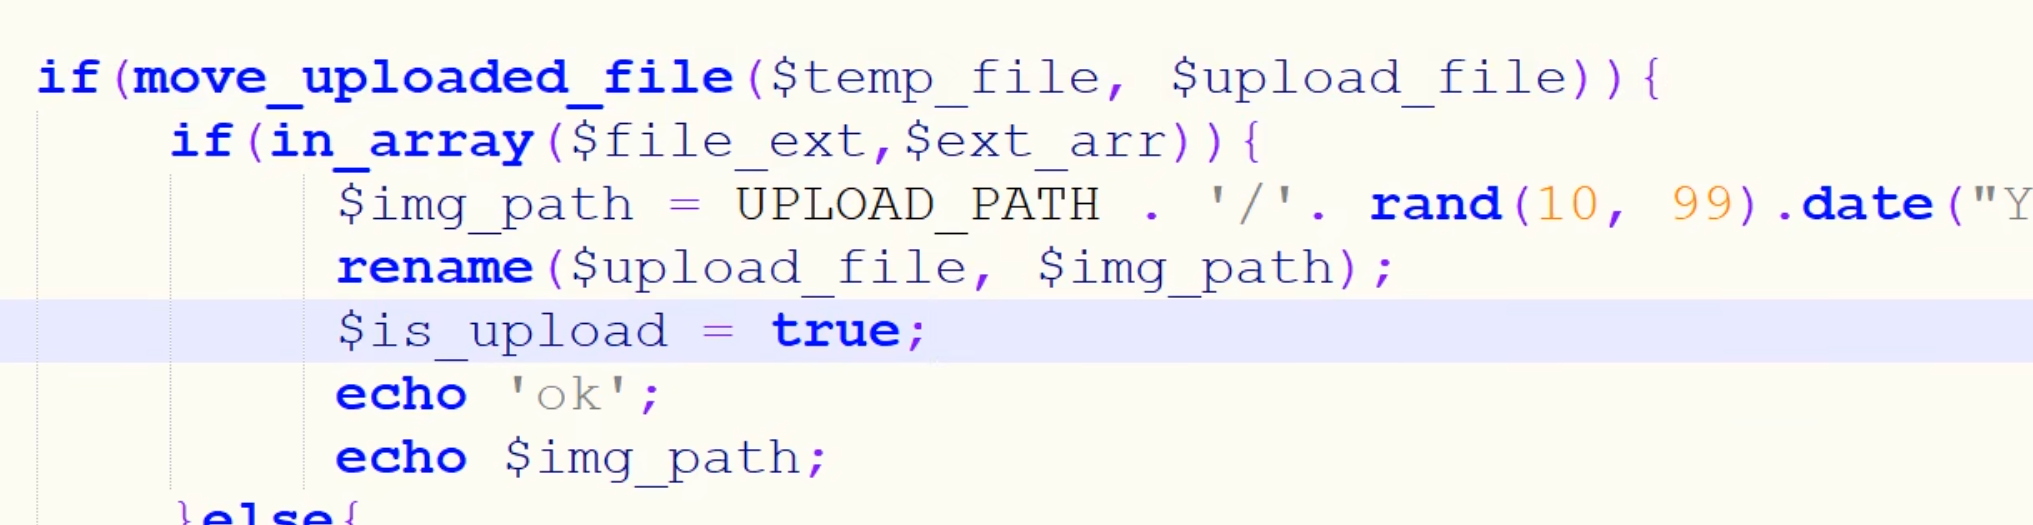 if(move_uploaded_file($temp_file, $upload_file)){
if(in_array($file_ext,$ext_arr)){
$img_path = UPLOAD_PATH . '/'. rand(10, 99).date("Y
rename($upload_file, $img_path);
$is_upload = true;
echo 'ok';
echo $img_path;
}else{